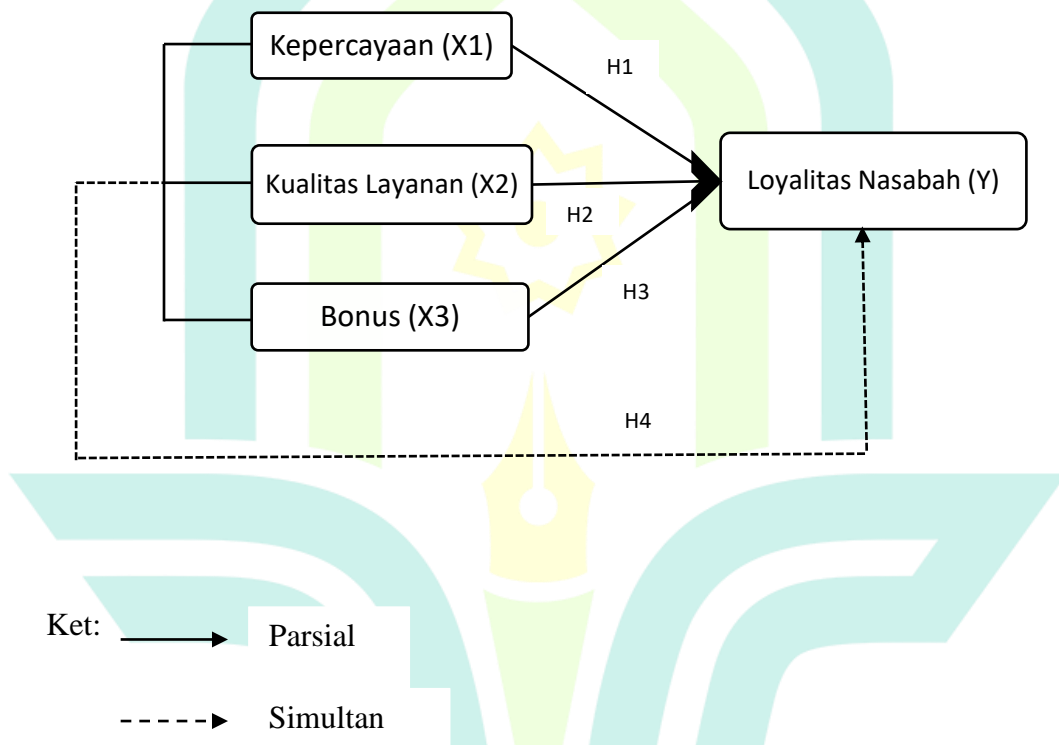 Kepercayaan (X1)
H1
Kualitas Layanan (X2)
Loyalitas Nasabah (Y)
H2
H3
Bonus (X3)
H4
Ket:
Parsial
Simultan